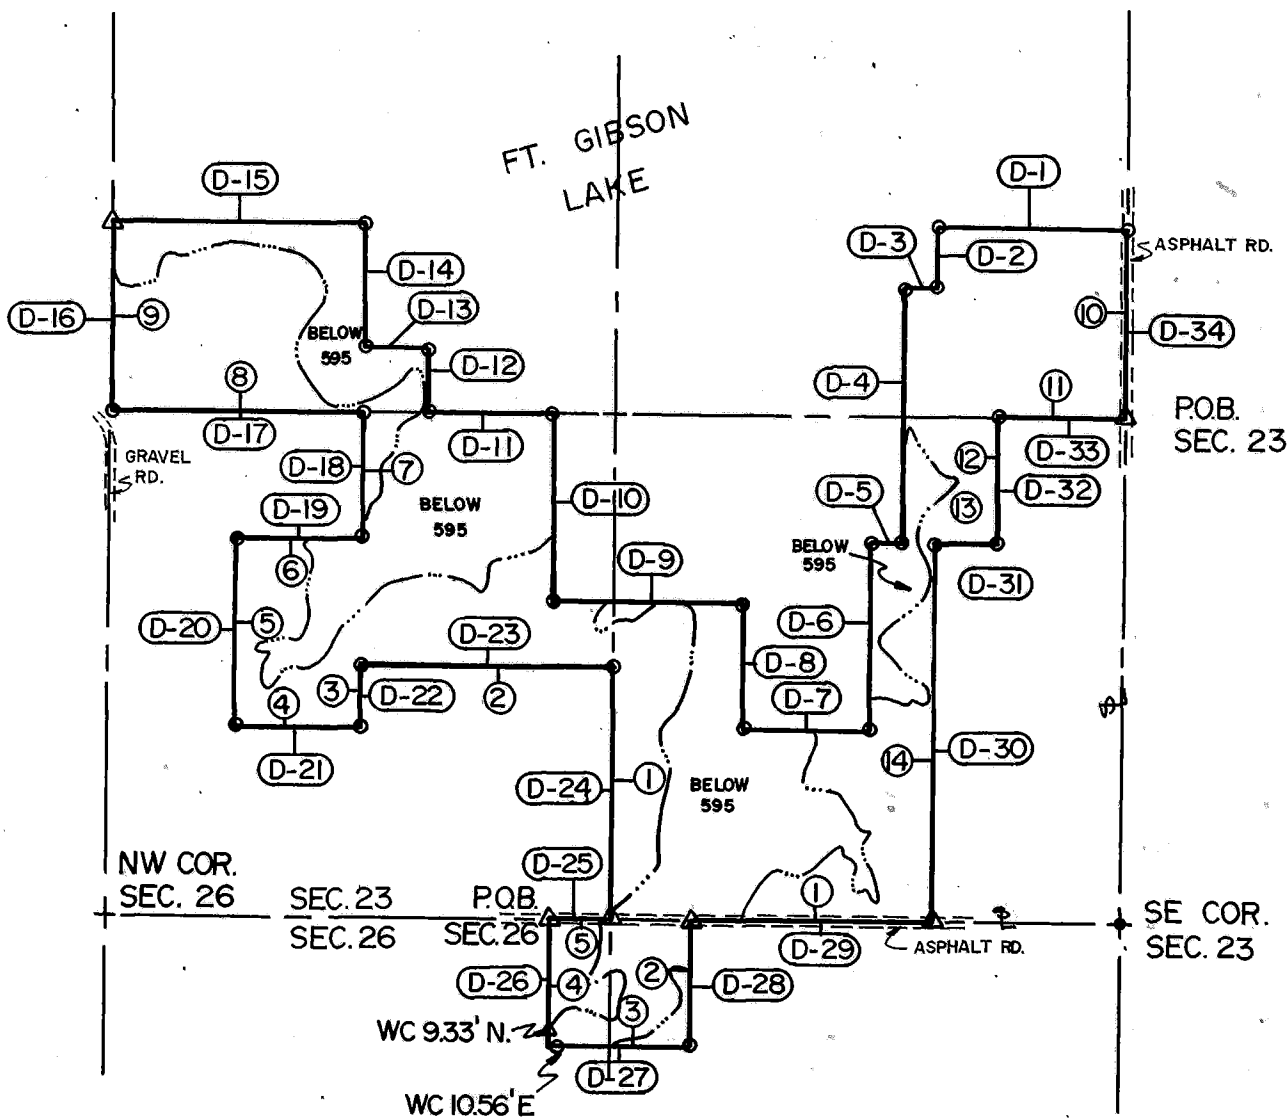 FT. GIBSON
LAKE
D-1
D-15
D-3
D-2
ASPHALT RD.
D-14
D-13
D-16
9
BELOW
595
10
D-34
D-12
D-4
8
11
D-17
D-11
P.O.B.
SEC. 23
D-33
GRAVEL
RD.
D-18
7
12
D-32
D-10
BELOW
595
D-19
D-5
13
BELOW
595
6
D-9
D-31
D-20
5
D-6
D-23
D-8
3
D-22
2
D-7
4
D-21
D-30
14
D-24
1
BELOW
595
NW COR.
SEC. 26
D-25
SEC. 23
P.O.B.
1
SEC. 26
SEC. 26
5
D-29
ASPHALT RD.
SE COR.
SEC. 23
D-26
4
2
D-28
3
WC 9.33' N.
D-27
WC 10.56' E